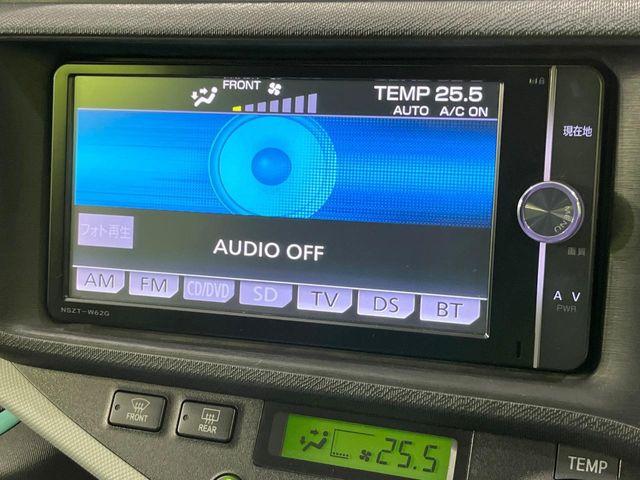 FRONT
TEMP 25.5
AUTO A/C ON
現在地
MENU
フォト再生
AUDIO OFF
画質
AM FM CD/DVD SD TV DS BT
A V
PWR
NSZT-W62G
FRONT
REAR
25.5
TEMP